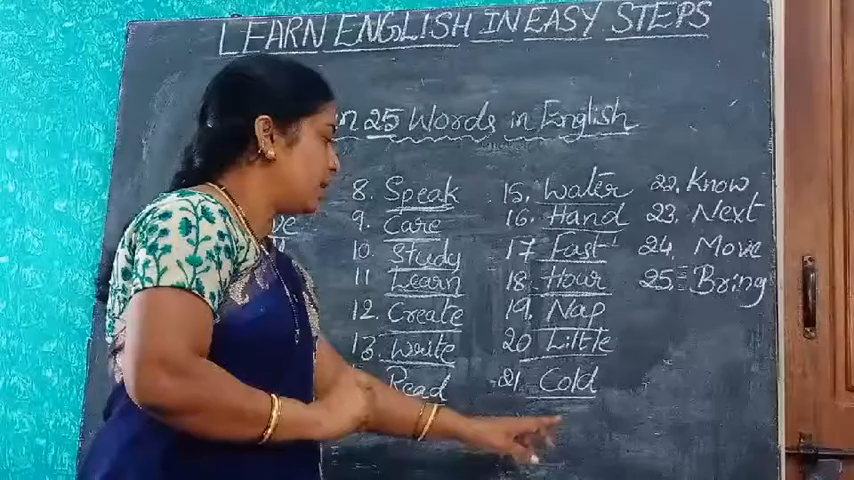 LEARN ENGLISH IN EASY STEPS
25 Words in English
8. Speak
9. Care
10. Study
11. Learn
12. Create
13. Write
Read
15. Water
16. Hand
17. Fast
18. Hour
19. Nap
20. Little
21. Cold
22. Know
23. Next
24. Movie
25. Bring